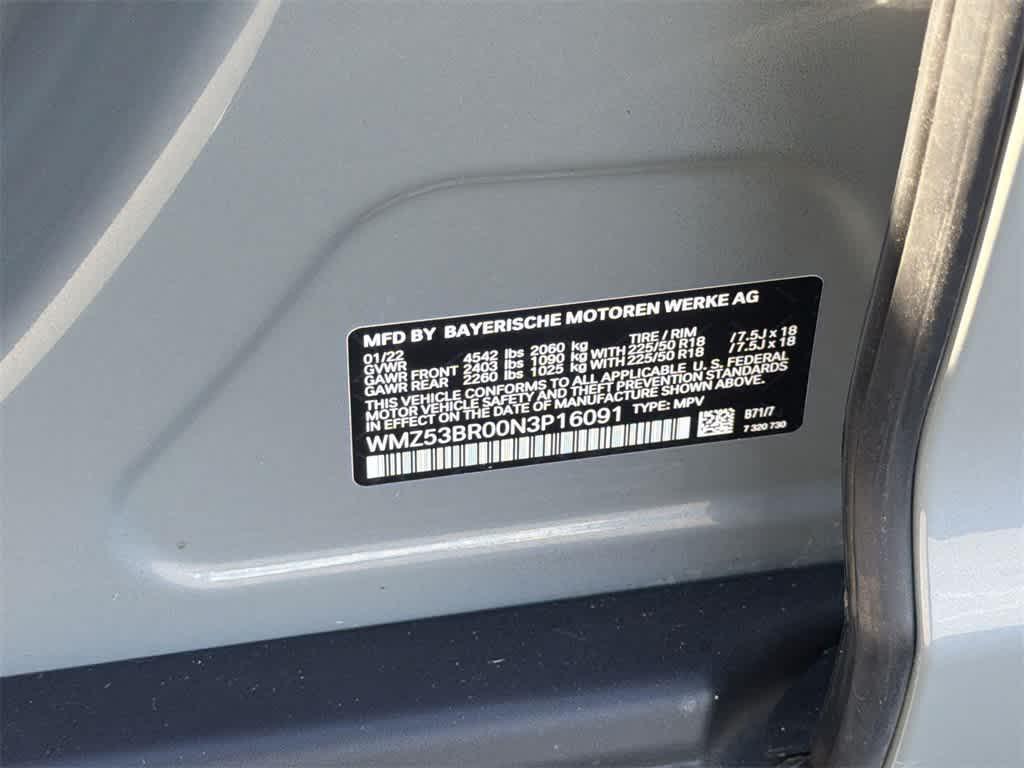 MFD BY BAYERISCHE MOTOREN WERKE AG
01/22 TIRE / RIM
GVWR 4542 lbs 2060 kg
GAWR FRONT 2403 lbs 1090 kg WITH 225/50 R18 /7.5J x 18
GAWR REAR 2260 lbs 1025 kg WITH 225/50 R18 /7.5J x 18
THIS VEHICLE CONFORMS TO ALL APPLICABLE U. S. FEDERAL
MOTOR VEHICLE SAFETY AND THEFT PREVENTION STANDARDS
IN EFFECT ON THE DATE OF MANUFACTURE SHOWN ABOVE.
WMZ53BR00N3P16091 TYPE: MPV
B71/7
7 320 730